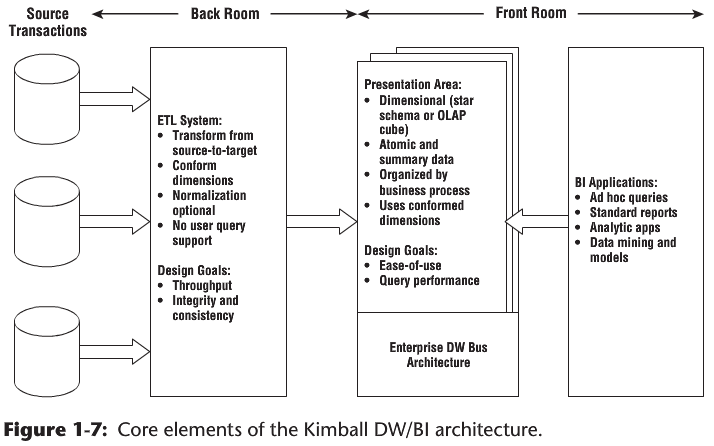 Source
Transactions
Back Room
Front Room
ETL System:
• Transform from
source-to-target
• Conform
dimensions
• Normalization
optional
• No user query
support
Design Goals:
• Throughput
• Integrity and
consistency
Presentation Area:
• Dimensional (star
schema or OLAP
cube)
• Atomic and
summary data
• Organized by
business process
• Uses conformed
dimensions
Design Goals:
• Ease-of-use
• Query performance
Enterprise DW Bus
Architecture
BI Applications:
• Ad hoc queries
• Standard reports
• Analytic apps
• Data mining and
models
Figure 1-7: Core elements of the Kimball DW/BI architecture.